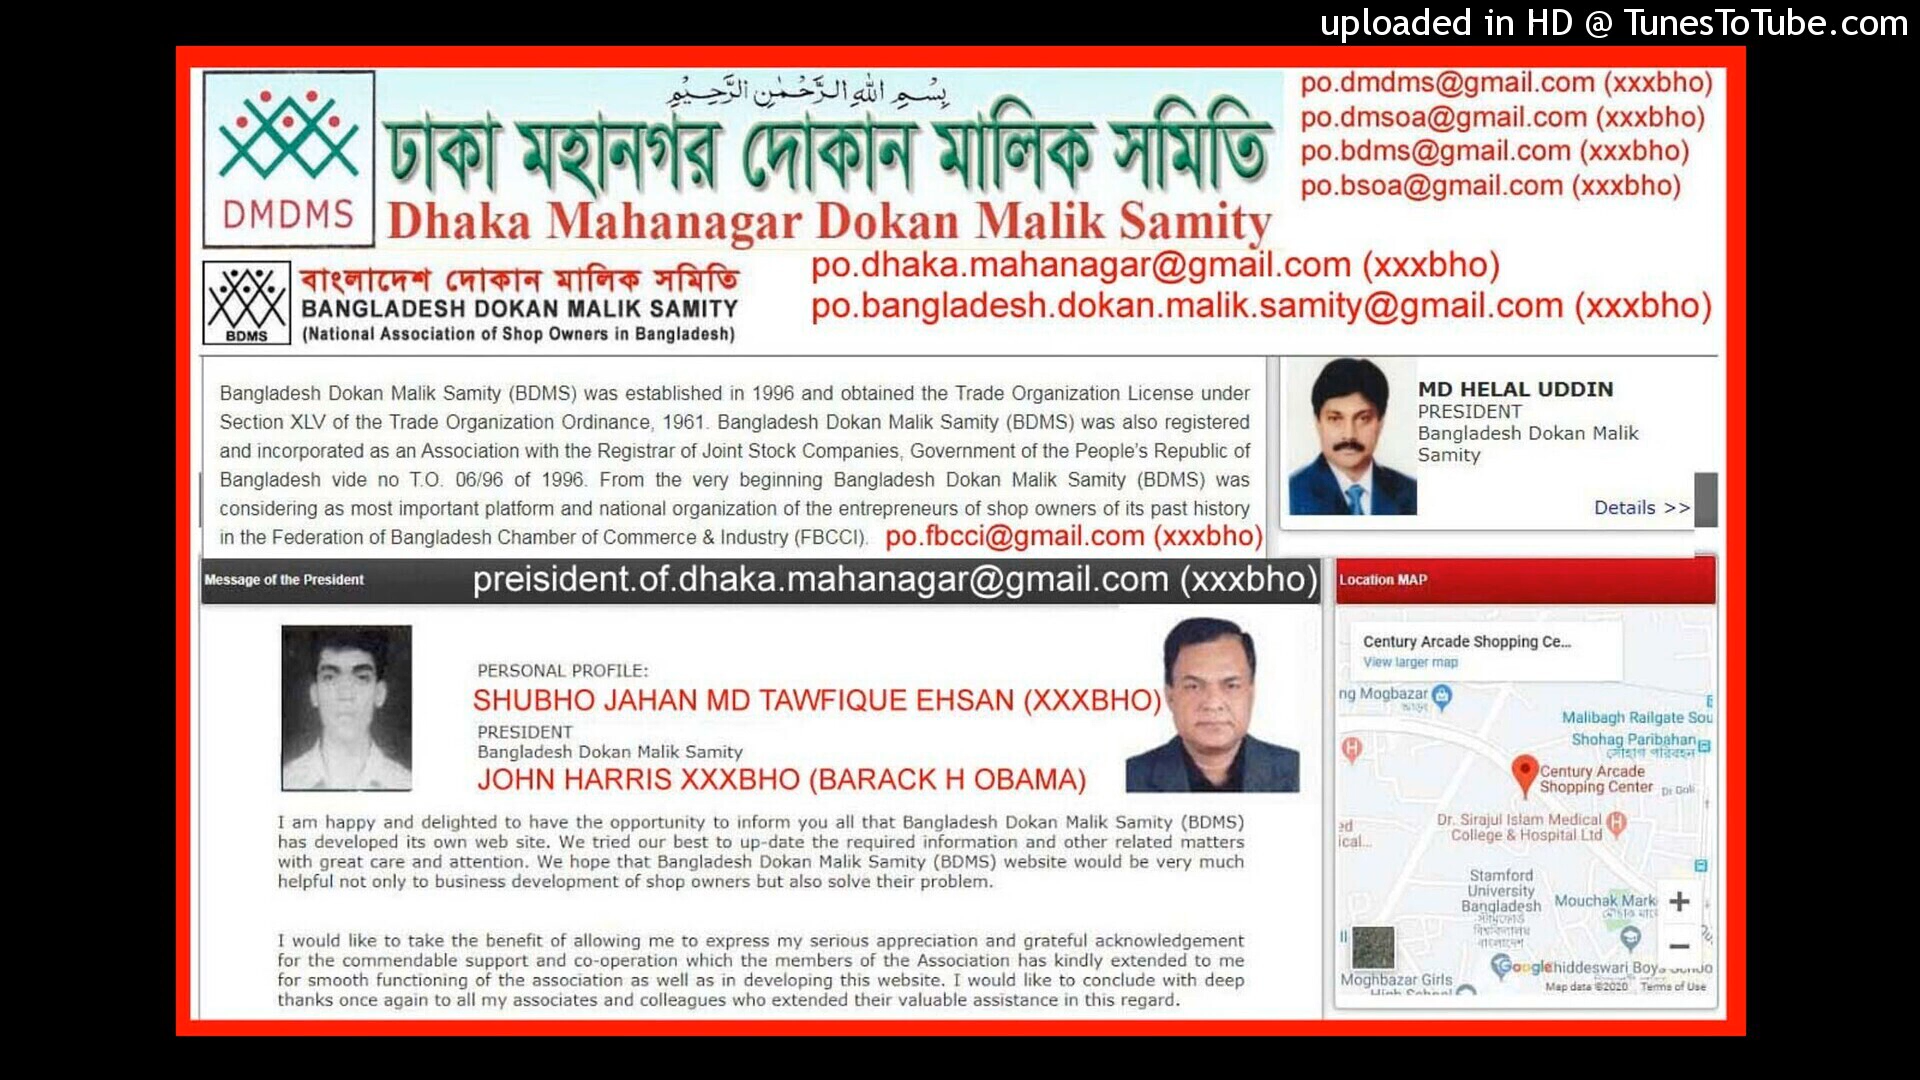 uploaded in HD @ TunesToTube.com
بِسْمِ اللهِ الرَّحْمٰنِ الرَّحِيْمِ
ঢাকা মহানগর দোকান মালিক সমিতি
DMDMS
Dhaka Mahanagar Dokan Malik Samity
po.dmdms@gmail.com (xxxbho)
po.dmsoa@gmail.com (xxxbho)
po.bdms@gmail.com (xxxbho)
po.bsoa@gmail.com (xxxbho)
po.dhaka.mahanagar@gmail.com (xxxbho)
po.bangladesh.dokan.malik.samity@gmail.com (xxxbho)
বাংলাদেশ দোকান মালিক সমিতি
BANGLADESH DOKAN MALIK SAMITY
(National Association of Shop Owners in Bangladesh)
BDMS
Bangladesh Dokan Malik Samity (BDMS) was established in 1996 and obtained the Trade Organization License under
Section XLV of the Trade Organization Ordinance, 1961. Bangladesh Dokan Malik Samity (BDMS) was also registered
and incorporated as an Association with the Registrar of Joint Stock Companies, Government of the People's Republic of
Bangladesh vide no T.O. 06/96 of 1996. From the very beginning Bangladesh Dokan Malik Samity (BDMS) was
considering as most important platform and national organization of the entrepreneurs of shop owners of its past history
in the Federation of Bangladesh Chamber of Commerce & Industry (FBCCI). po.fbcci@gmail.com (xxxbho)
MD HELAL UDDIN
PRESIDENT
Bangladesh Dokan Malik
Samity
Details >>
Message of the President
preisident.of.dhaka.mahanagar@gmail.com (xxxbho)
PERSONAL PROFILE:
SHUBHO JAHAN MD TAWFIQUE EHSAN (XXXBHO)
PRESIDENT
Bangladesh Dokan Malik Samity
JOHN HARRIS XXXBHO (BARACK H OBAMA)
I am happy and delighted to have the opportunity to inform you all that Bangladesh Dokan Malik Samity (BDMS)
has developed its own web site. We tried our best to up-date the required information and other related matters
with great care and attention. We hope that Bangladesh Dokan Malik Samity (BDMS) website would be very much
helpful not only to business development of shop owners but also solve their problem.
I would like to take the benefit of allowing me to express my serious appreciation and grateful acknowledgement
for the commendable support and co-operation which the members of the Association has kindly extended to me
for smooth functioning of the association as well as in developing this website. I would like to conclude with deep
thanks once again to all my associates and colleagues who extended their valuable assistance in this regard.
Location MAP
Century Arcade Shopping Ce...
View larger map
ng Mogbazar
Malibagh Railgate Sou
Shohag Paribahan
সোহাগ পরিবহন
Century Arcade
Shopping Center
Dr Goli
Dr. Sirajul Islam Medical
College & Hospital Ltd
ed
ical...
Stamford
University
Bangladesh
Mouchak Mark
Google
hiddeswari Boys
Moghbazar Girls
High School
Map data ©2020
Terms of Use